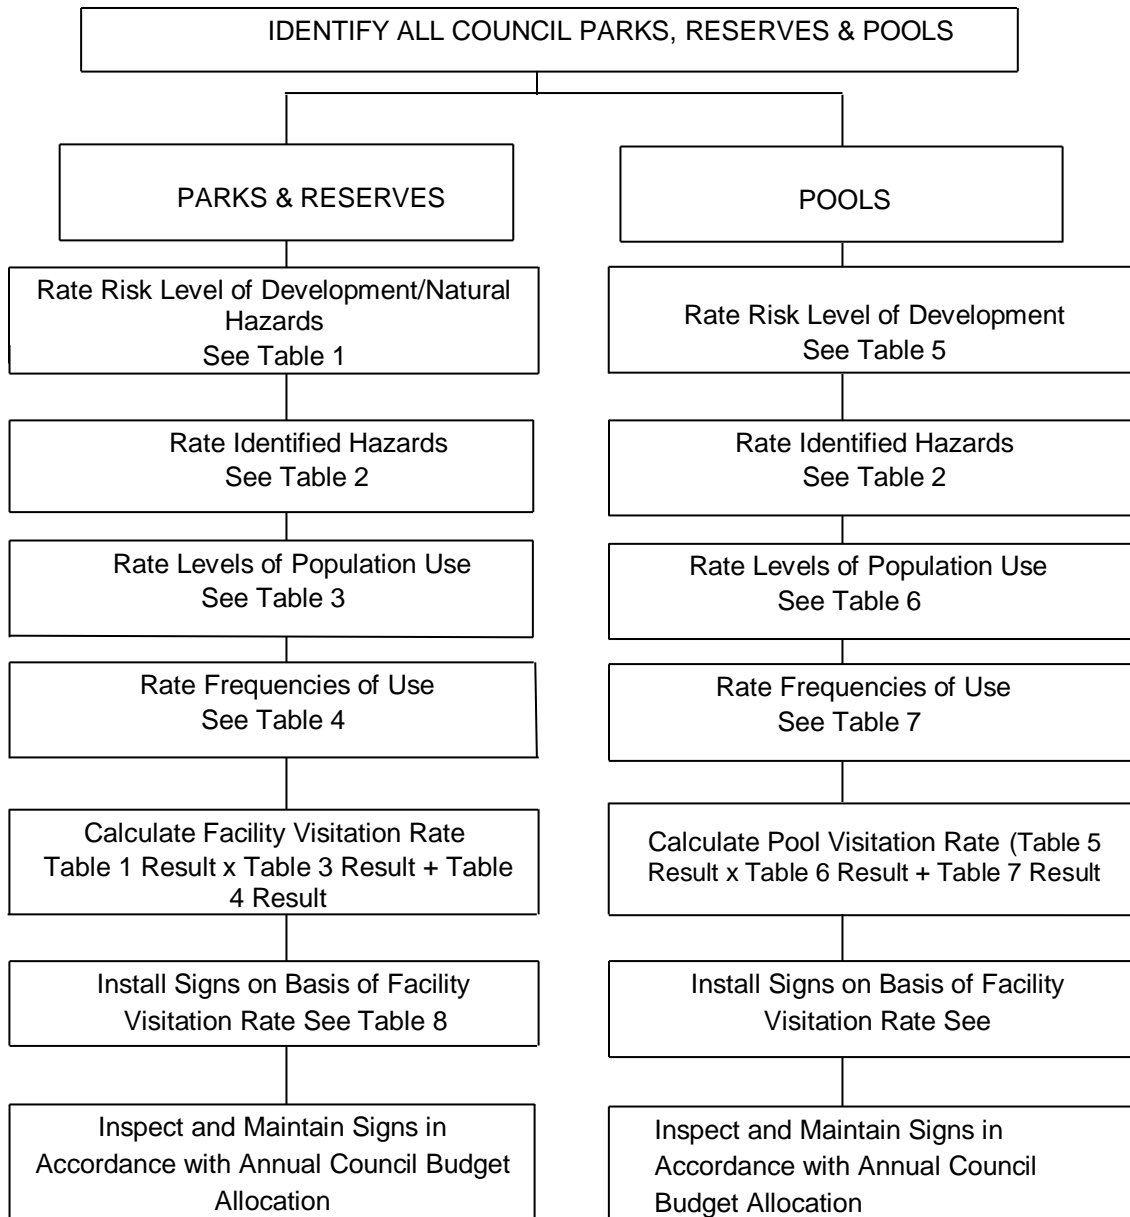 IDENTIFY ALL COUNCIL PARKS, RESERVES & POOLS
PARKS & RESERVES
Rate Risk Level of Development/Natural
Hazards
See Table 1
Rate Identified Hazards
See Table 2
Rate Levels of Population Use
See Table 3
Rate Frequencies of Use
See Table 4
Calculate Facility Visitation Rate
Table 1 Result x Table 3 Result + Table
4 Result
Install Signs on Basis of Facility
Visitation Rate See Table 8
Inspect and Maintain Signs in
Accordance with Annual Council Budget
Allocation
POOLS
Rate Risk Level of Development
See Table 5
Rate Identified Hazards
See Table 2
Rate Levels of Population Use
See Table 6
Rate Frequencies of Use
See Table 7
Calculate Pool Visitation Rate (Table 5
Result x Table 6 Result + Table 7 Result
Install Signs on Basis of Facility
Visitation Rate See
Inspect and Maintain Signs in
Accordance with Annual Council
Budget Allocation